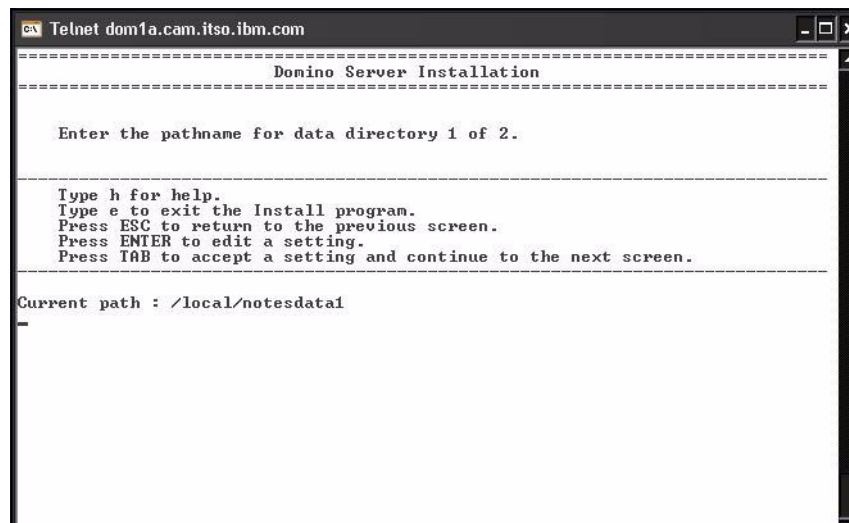 Telnet dom1a.cam.itso.ibm.com
Domino Server Installation
Enter the pathname for data directory 1 of 2.
Type h for help.
Type e to exit the Install program.
Press ESC to return to the previous screen.
Press ENTER to edit a setting.
Press TAB to accept a setting and continue to the next screen.
Current path : /local/notesdata1